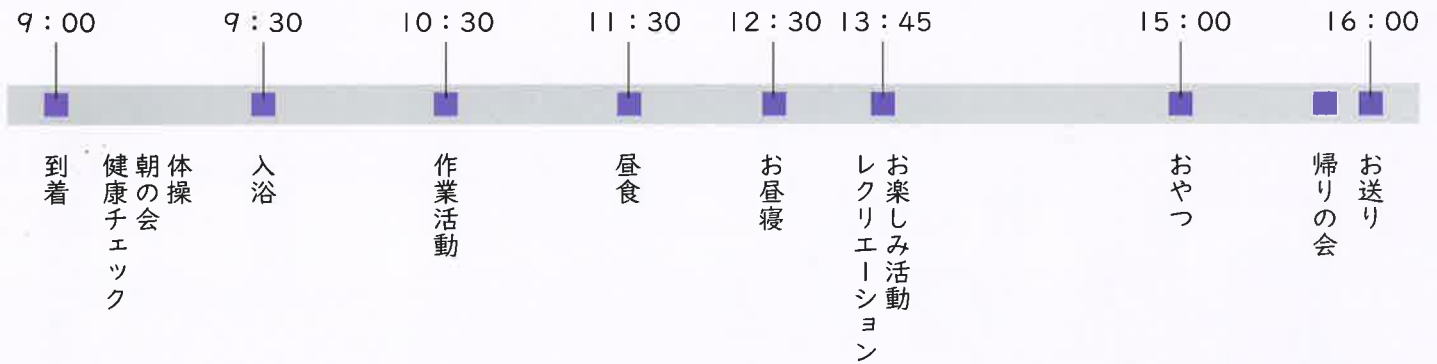 9：00
9：30
10：30
11：30
12：30
13：45
15：00
16：00
到着
体操
朝の会
健康チェック
入浴
作業活動
昼食
お昼寝
お楽しみ活動
レクリエーション
おやつ
帰りの会
お送り